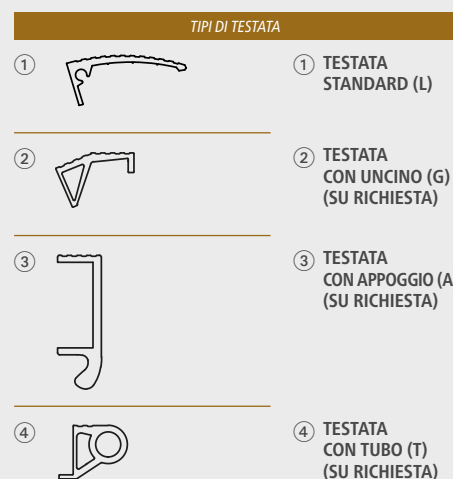 TIPI DI TESTATA
1
1 TESTATA
STANDARD (L)
2
2 TESTATA
CON UNCINO (G)
(SU RICHIESTA)
3
3 TESTATA
CON APPOGGIO (A
(SU RICHIESTA)
4
4 TESTATA
CON TUBO (T)
(SU RICHIESTA)